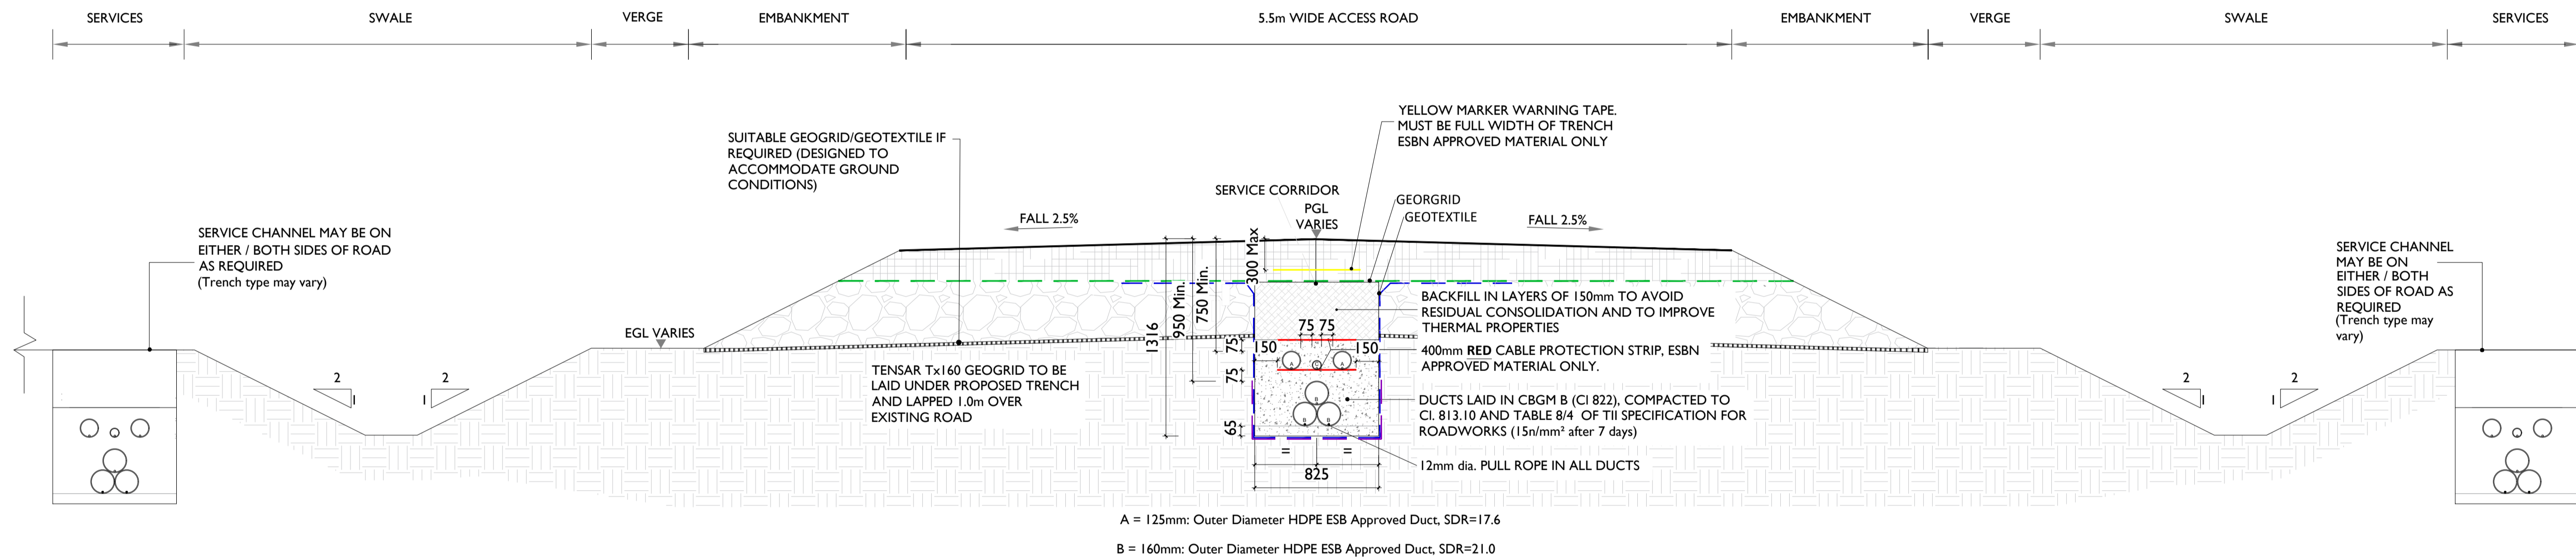 SERVICES
SWALE
VERGE
EMBANKMENT
5.5m WIDE ACCESS ROAD
EMBANKMENT
VERGE
SWALE
SERVICES
YELLOW MARKER WARNING TAPE.
MUST BE FULL WIDTH OF TRENCH
ESBN APPROVED MATERIAL ONLY
SUITABLE GEOGRID/GEOTEXTILE IF
REQUIRED (DESIGNED TO
ACCOMMODATE GROUND
CONDITIONS)
SERVICE CORRIDOR
PGL
VARIES
GEORGRID
GEOTEXTILE
FALL 2.5%
FALL 2.5%
SERVICE CHANNEL MAY BE ON
EITHER / BOTH SIDES OF ROAD
AS REQUIRED
(Trench type may vary)
SERVICE CHANNEL
MAY BE ON
EITHER / BOTH
SIDES OF ROAD AS
REQUIRED
(Trench type may
vary)
300 Max
750 Min.
950 Min.
1316
BACKFILL IN LAYERS OF 150mm TO AVOID
RESIDUAL CONSOLIDATION AND TO IMPROVE
THERMAL PROPERTIES
EGL VARIES
75 75
75
150
150
400mm RED CABLE PROTECTION STRIP, ESBN
APPROVED MATERIAL ONLY.
TENSAR Tx160 GEOGRID TO BE
LAID UNDER PROPOSED TRENCH
AND LAPPED 1.0m OVER
EXISTING ROAD
75
2
1
2
1
2
1
2
1
DUCTS LAID IN CBGM B (Cl 822), COMPACTED TO
Cl. 813.10 AND TABLE 8/4 OF TII SPECIFICATION FOR
ROADWORKS (15n/mm² after 7 days)
65
= =
12mm dia. PULL ROPE IN ALL DUCTS
825
A = 125mm: Outer Diameter HDPE ESB Approved Duct, SDR=17.6
B = 160mm: Outer Diameter HDPE ESB Approved Duct, SDR=21.0